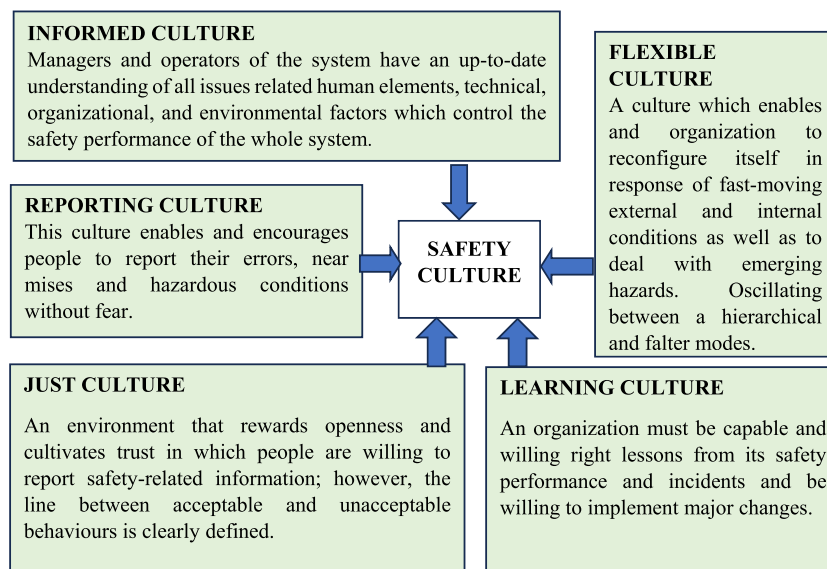 INFORMED CULTURE
Managers and operators of the system have an up-to-date
understanding of all issues related human elements, technical,
organizational, and environmental factors which control the
safety performance of the whole system.
FLEXIBLE
CULTURE
A culture which enables
and organization to
reconfigure itself in
response of fast-moving
external and internal
conditions as well as to
deal with emerging
hazards. Oscillating
between a hierarchical
and falter modes.
REPORTING CULTURE
This culture enables and encourages
people to report their errors, near
mises and hazardous conditions
without fear.
SAFETY
CULTURE
JUST CULTURE
An environment that rewards openness and
cultivates trust in which people are willing to
report safety-related information; however, the
line between acceptable and unacceptable
behaviours is clearly defined.
LEARNING CULTURE
An organization must be capable and
willing right lessons from its safety
performance and incidents and be
willing to implement major changes.